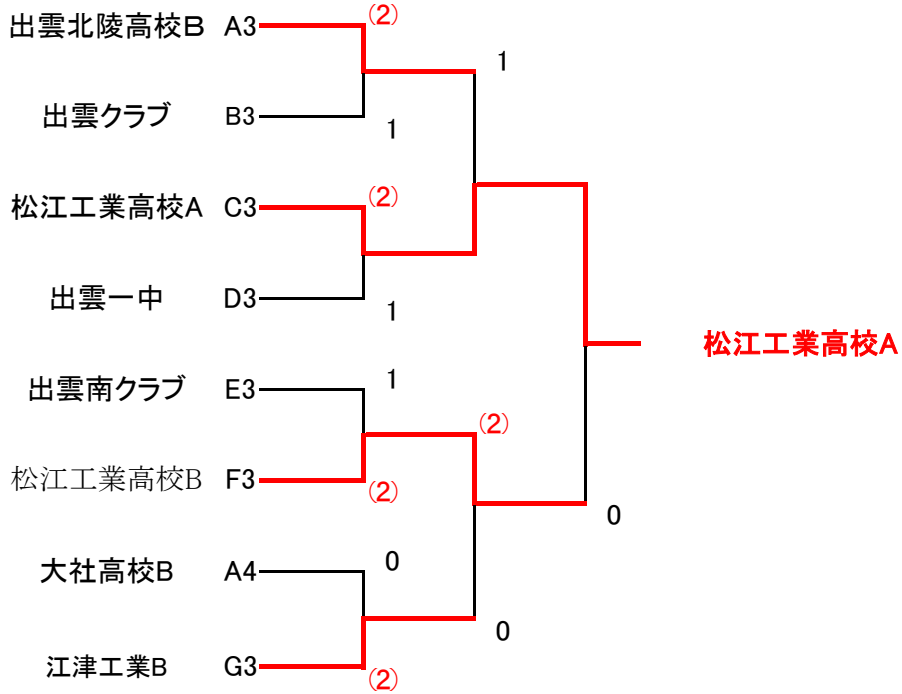 出雲北陵高校B A3 (2)
1
出雲クラブ B3
1
松江工業高校A C3 (2)
出雲一中 D3
1
松江工業高校A
出雲南クラブ E3 1
(2)
松江工業高校B F3 (2)
0
大社高校B A4 0
0
江津工業B G3 (2)